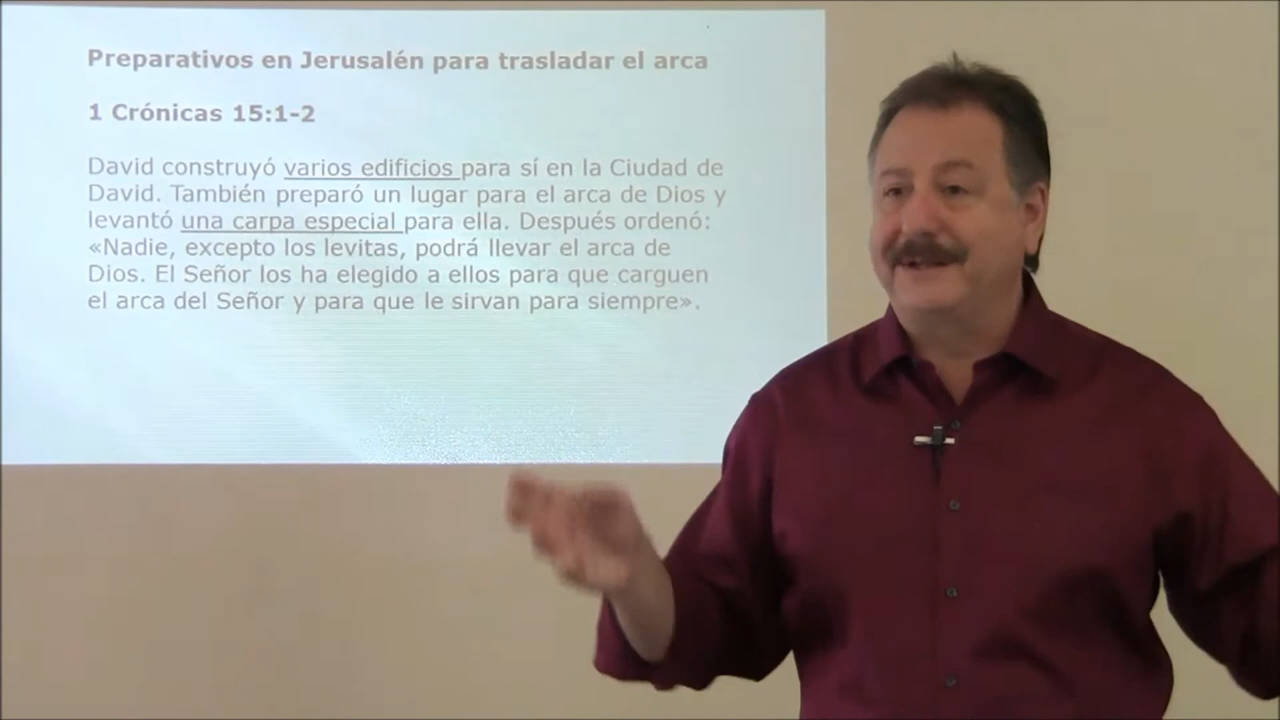 Preparativos en Jerusalén para trasladar el arca
1 Crónicas 15:1-2
David construyó varios edificios para sí en la Ciudad de
David. También preparó un lugar para el arca de Dios y
levantó una carpa especial para ella. Después ordenó:
«Nadie, excepto los levitas, podrá llevar el arca de
Dios. El Señor los ha elegido a ellos para que carguen
el arca del Señor y para que le sirvan para siempre».